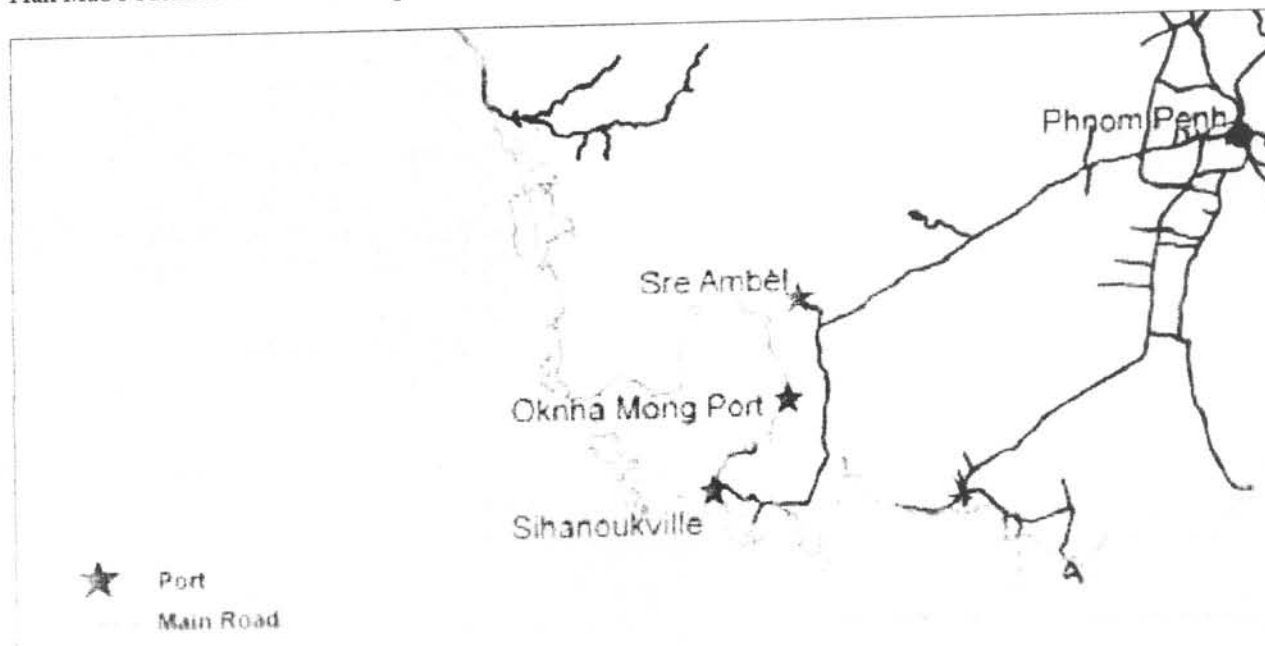 Phnom Penh
Sre Ambel
Oknha Mong Port
Sihanoukville
Port
Main Road